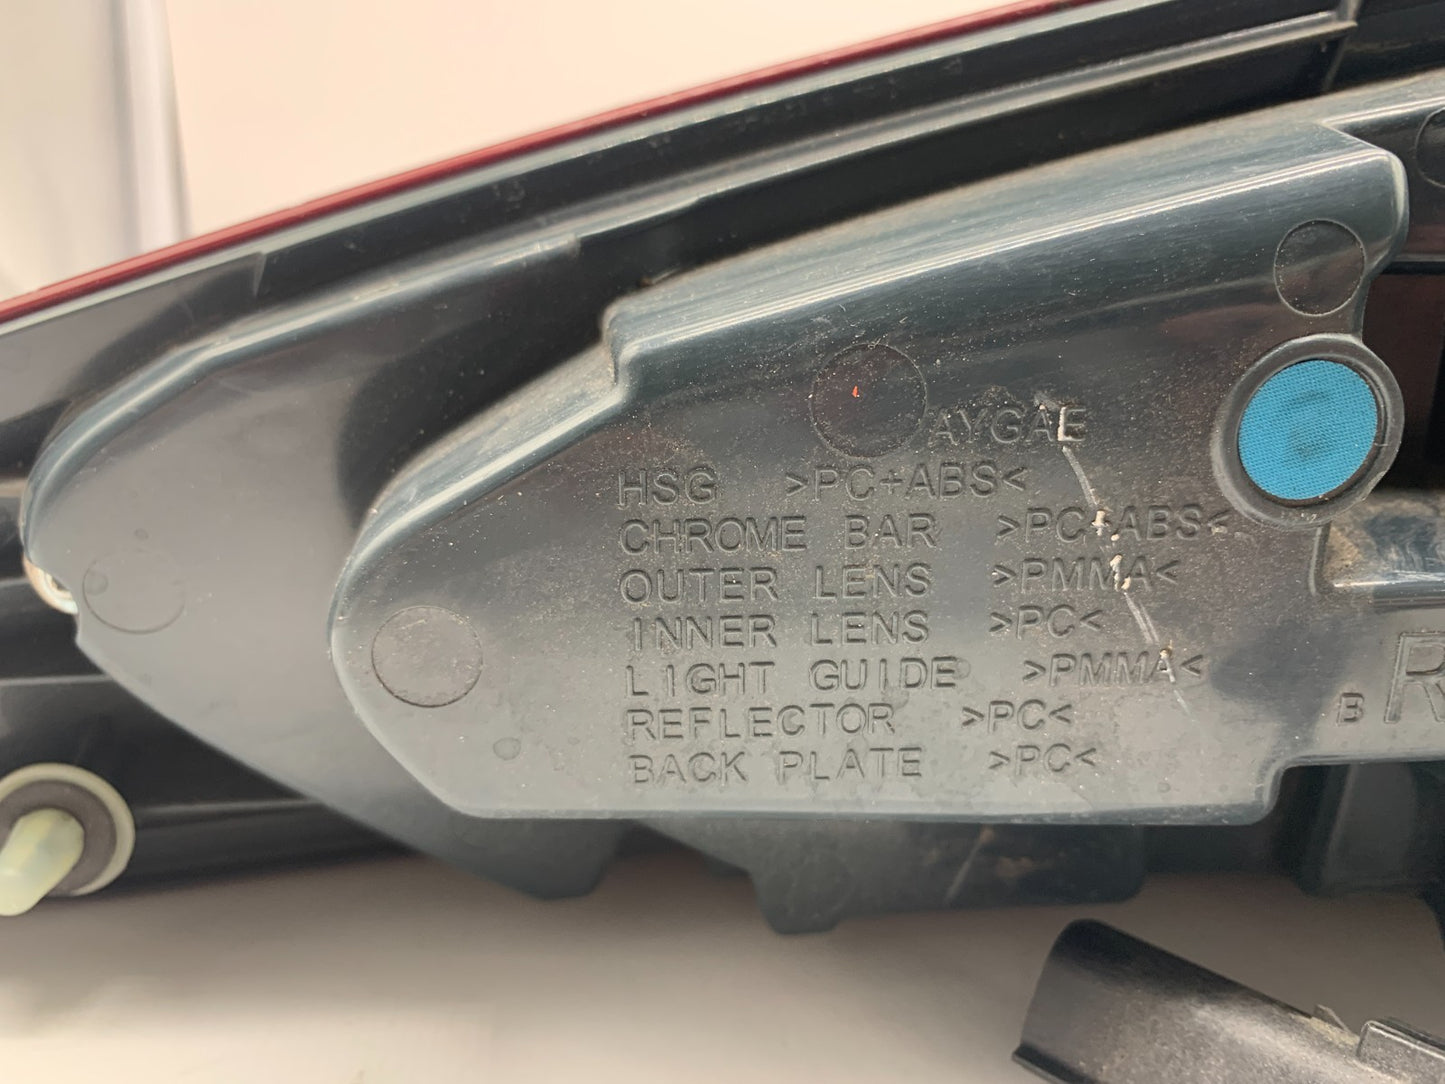 AYGAE
HSG >PC+ABS<
CHROME BAR >PC+ABS<
OUTER LENS >PMMA<
INNER LENS >PC<
LIGHT GUIDE >PMMA<
REFLECTOR >PC<
BACK PLATE >PC<
B R